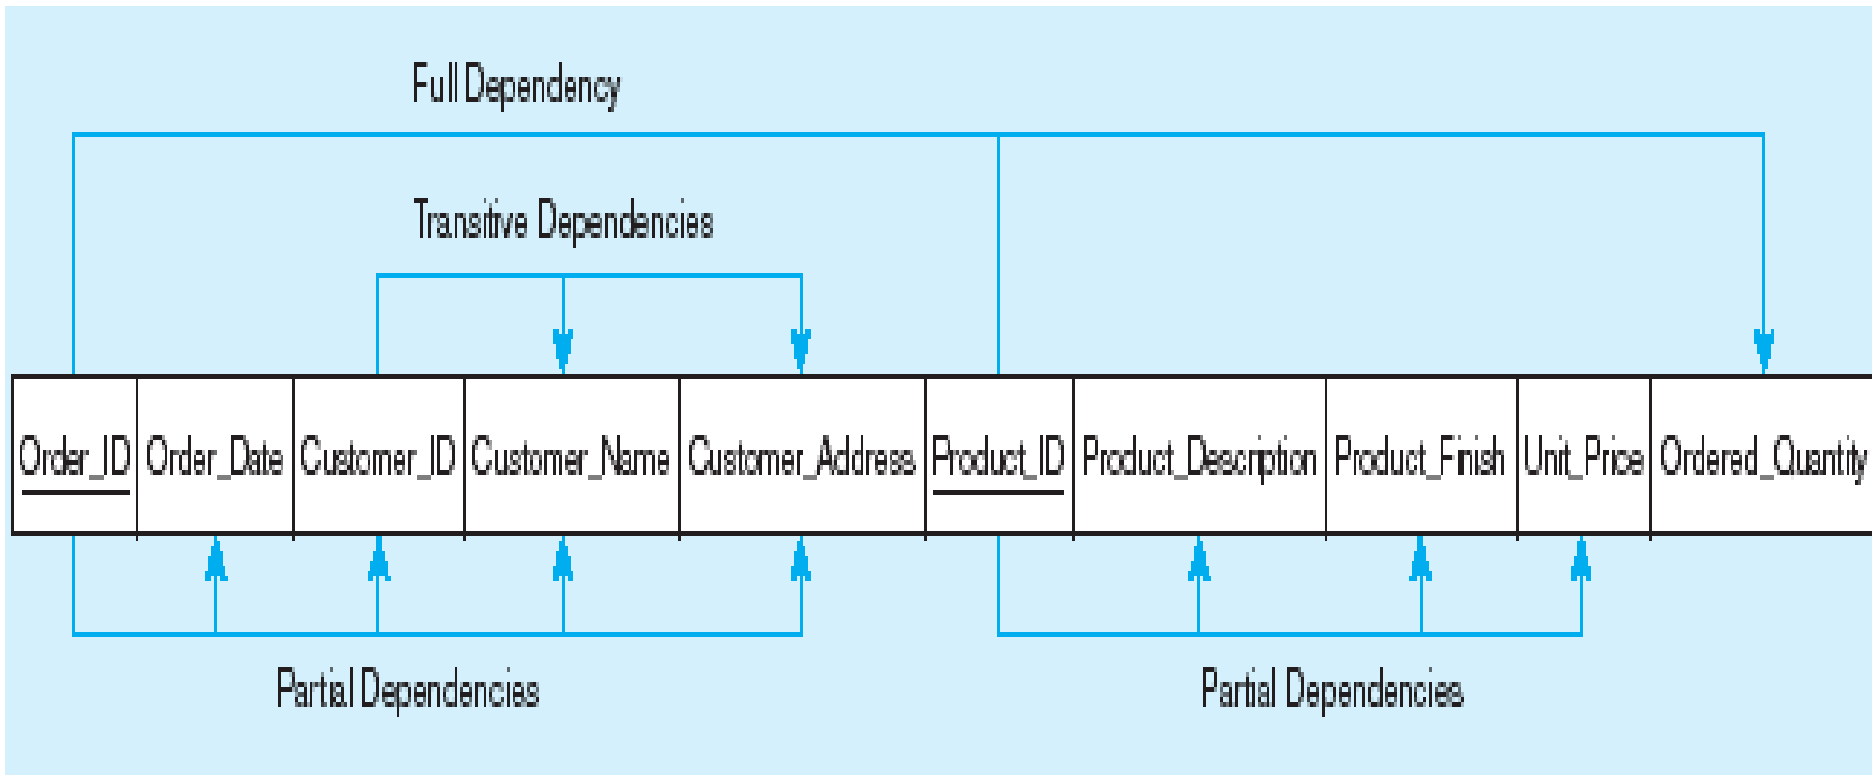 Full Dependency
Transitive Dependencies
Order_ID Order_Date Customer_ID Customer_Name Customer_Address Product_ID Product_Description Product_Finish Unit_Price Ordered_Quantity
Partial Dependencies Partial Dependencies